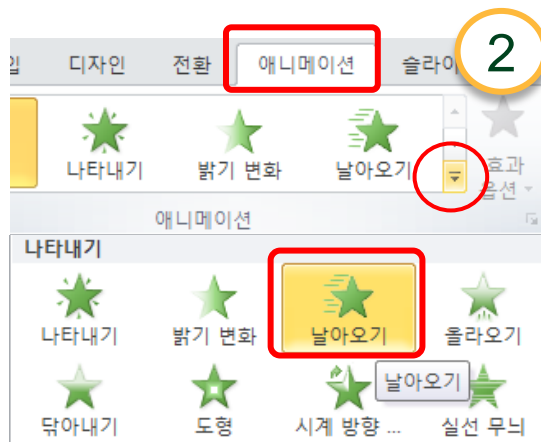 입 디자인 전환 애니메이션 슬라이 2
나타내기 밝기 변화 날아오기 효과
옵션
애니메이션
나타내기
나타내기 밝기 변화 날아오기 올라오기
날아오기
닦아내기 도형 시계 방향 ... 실선 무늬